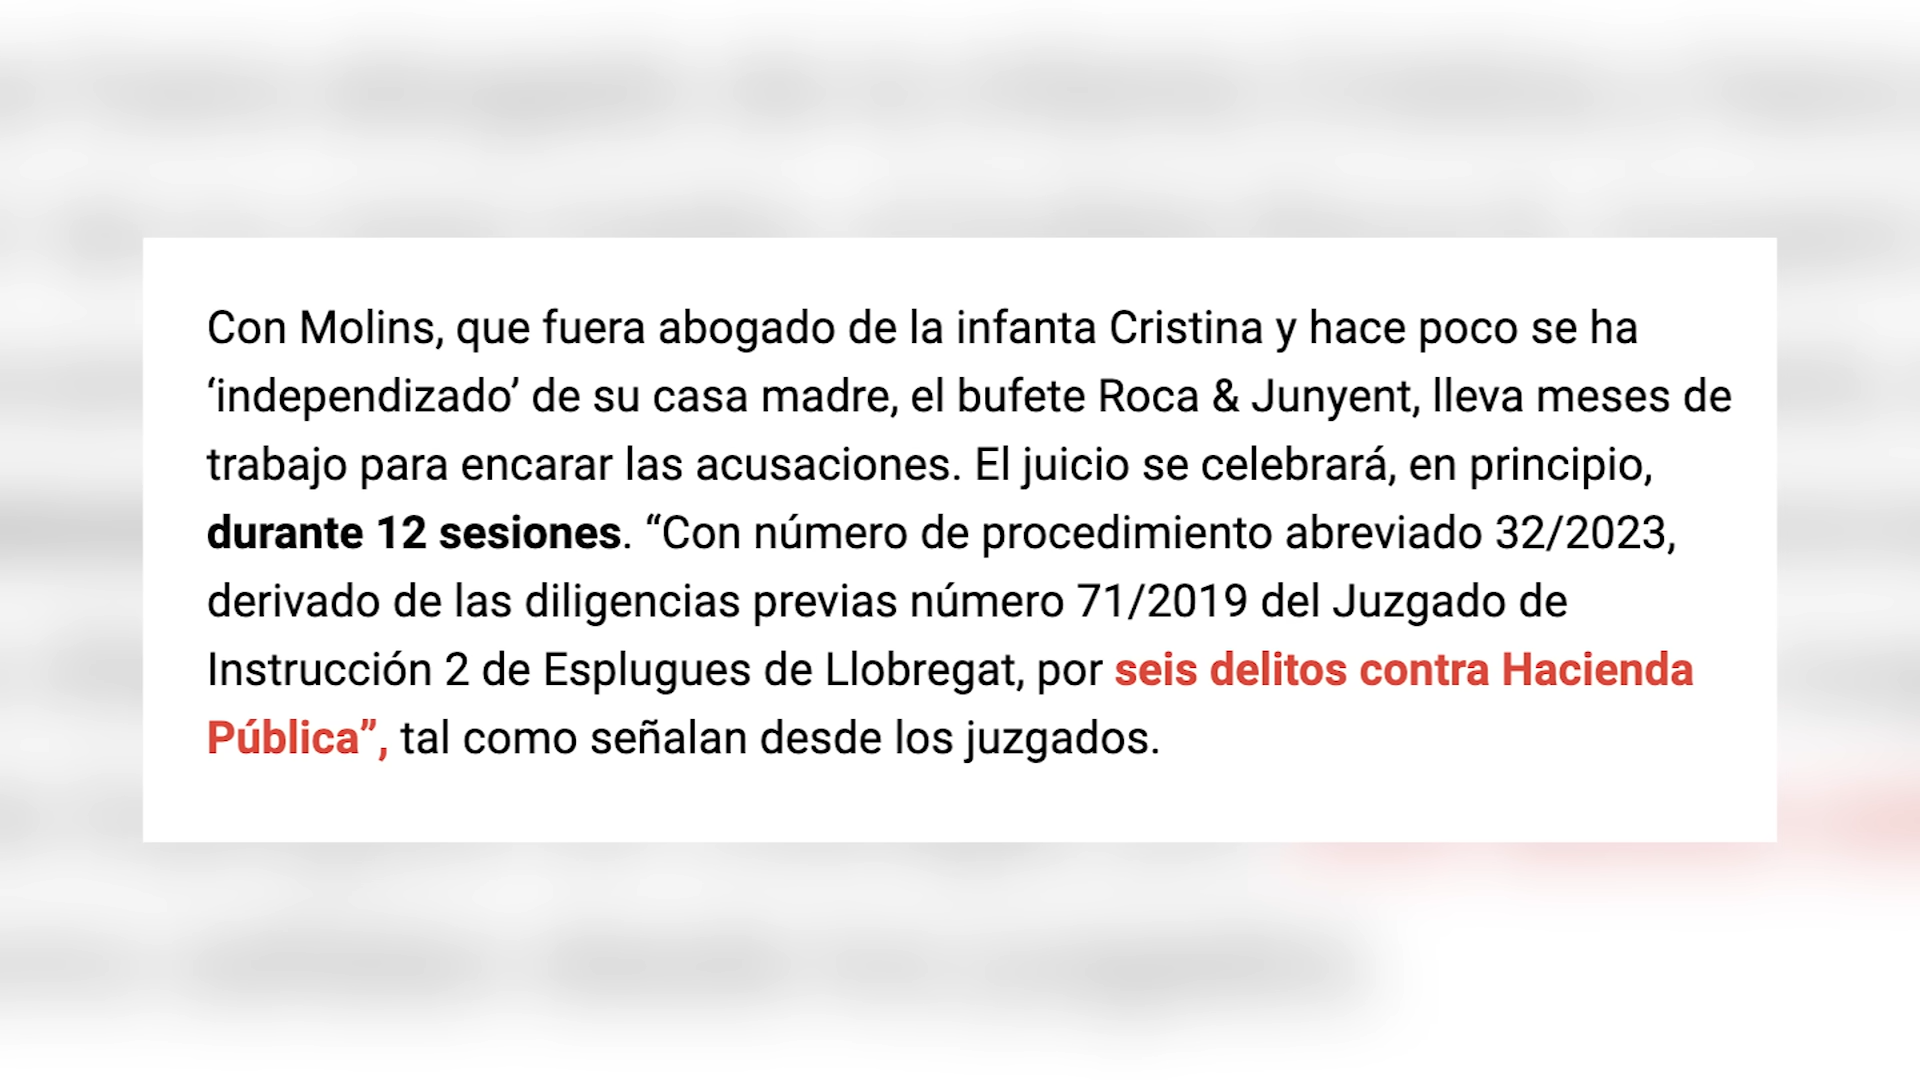 Con Molins, que fuera abogado de la infanta Cristina y hace poco se ha
‘independizado’ de su casa madre, el bufete Roca & Junyent, lleva meses de
trabajo para encarar las acusaciones. El juicio se celebrará, en principio,
durante 12 sesiones. “Con número de procedimiento abreviado 32/2023,
derivado de las diligencias previas número 71/2019 del Juzgado de
Instrucción 2 de Esplugues de Llobregat, por seis delitos contra Hacienda
Pública”, tal como señalan desde los juzgados.